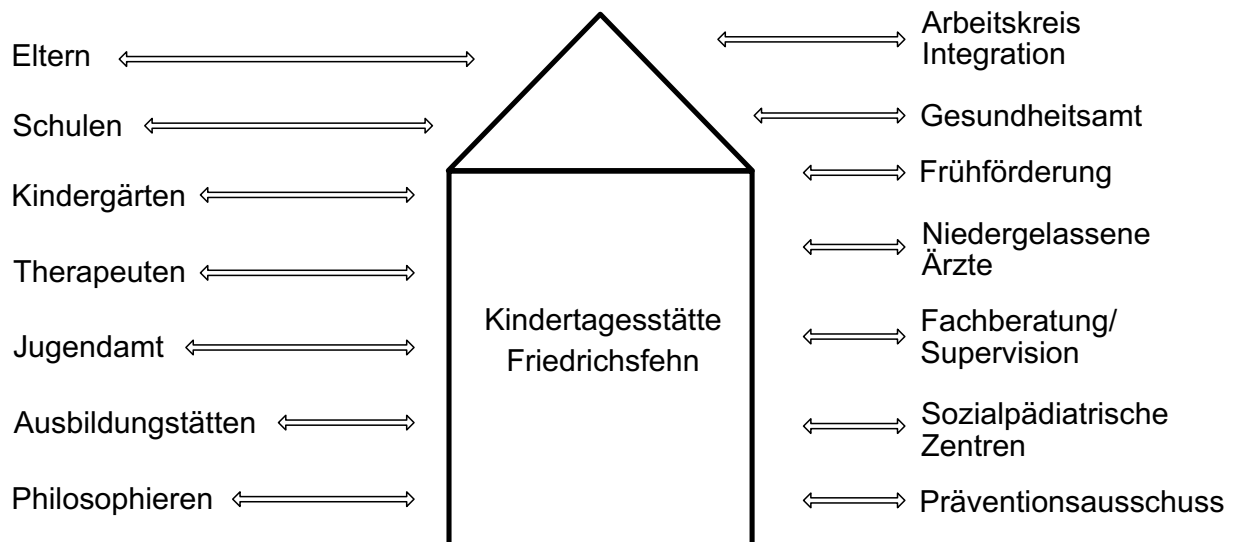 Eltern
Schulen
Kindergärten
Therapeuten
Jugendamt
Ausbildungstätten
Philosophieren
Kindertagesstätte
Friedrichsfehn
Arbeitskreis
Integration
Gesundheitsamt
Frühförderung
Niedergelassene
Ärzte
Fachberatung/
Supervision
Sozialpädiatrische
Zentren
Präventionsausschuss